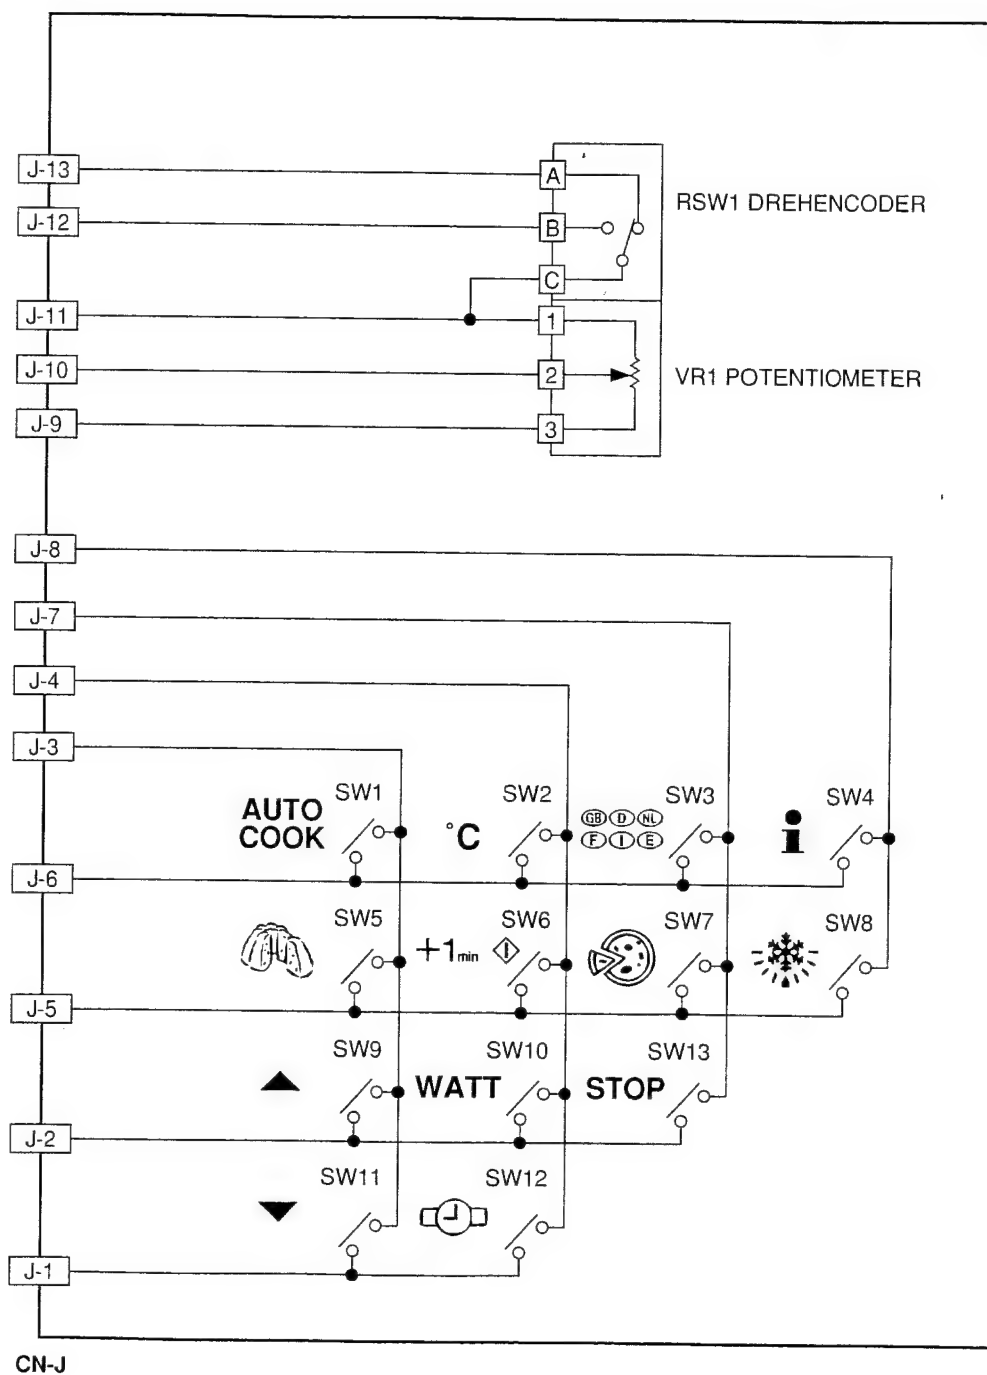 J-13
A
RSW1 DREHENCODER
J-12
B
C
J-11
1
J-10
2
VR1 POTENTIOMETER
J-9
3
J-8
J-7
J-4
J-3
SW1
SW2
SW3
SW4
AUTO
COOK
°C
GB D NL
F I E
i
J-6
SW5
SW6
SW7
SW8
+1min
J-5
SW9
SW10
SW13
WATT
STOP
J-2
SW11
SW12
J-1
CN-J